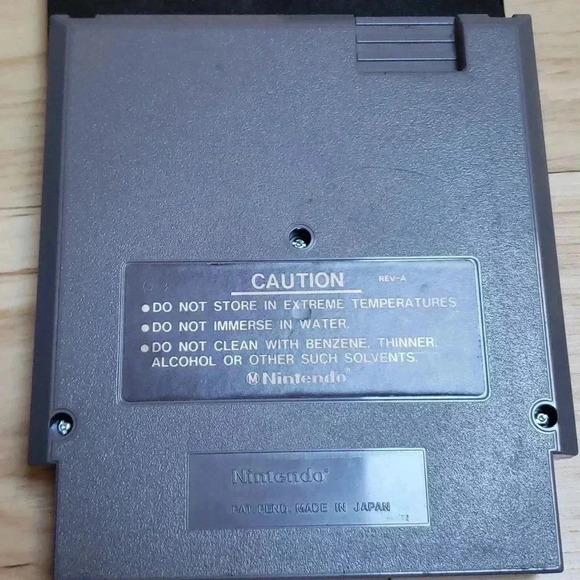 CAUTION REV-A
•DO NOT STORE IN EXTREME TEMPERATURES
•DO NOT IMMERSE IN WATER.
•DO NOT CLEAN WITH BENZENE, THINNER,
ALCOHOL OR OTHER SUCH SOLVENTS.
Ⓜ Nintendo®
Nintendo®
PAT. PEND. MADE IN JAPAN